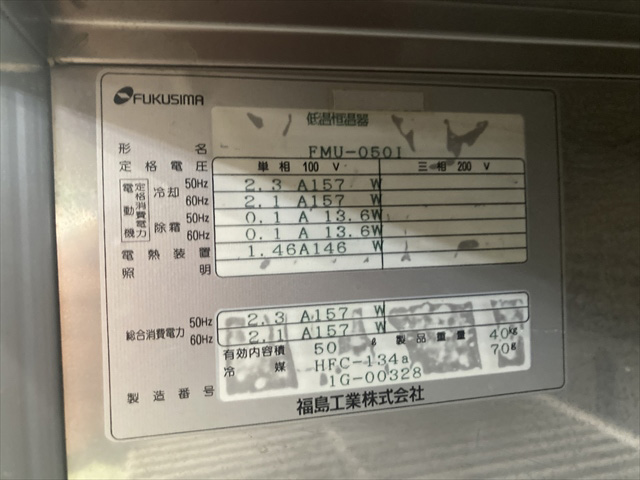 FUKUSIMA
低温恒温器
形名 FMU-050I
定格電圧 単相 100 V 三相 200 V
電動機 定格消費電力 冷却 50Hz 2.3 A157 W
60Hz 2.1 A157 W
除霜 50Hz 0.1 A 13.6W
60Hz 0.1 A 13.6W
電熱装置 1.46A146 W
照明
総合消費電力 50Hz 2.3 A157 W
60Hz 2.1 A157 W
有効内容積 50 ℓ 製品重量 40kg
冷媒 HFC-134a 70g
製造番号 1G-00328
福島工業株式会社